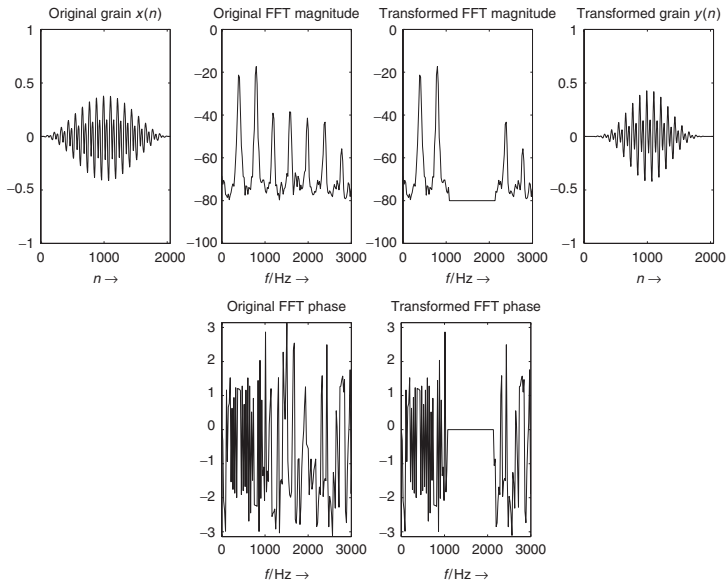 Original grain x(n)
Original FFT magnitude
Transformed FFT magnitude
Transformed grain y(n)
1
0.5
0
−0.5
−1
0
−20
−40
−60
−80
−100
0
−20
−40
−60
−80
−100
1
0.5
0
−0.5
−1
0 1000 2000
0 1000 2000 3000
0 1000 2000 3000
0 1000 2000
n →
f/Hz →
f/Hz →
n →
Original FFT phase
Transformed FFT phase
3
2
1
0
−1
−2
−3
3
2
1
0
−1
−2
−3
0 1000 2000 3000
0 1000 2000 3000
f/Hz →
f/Hz →